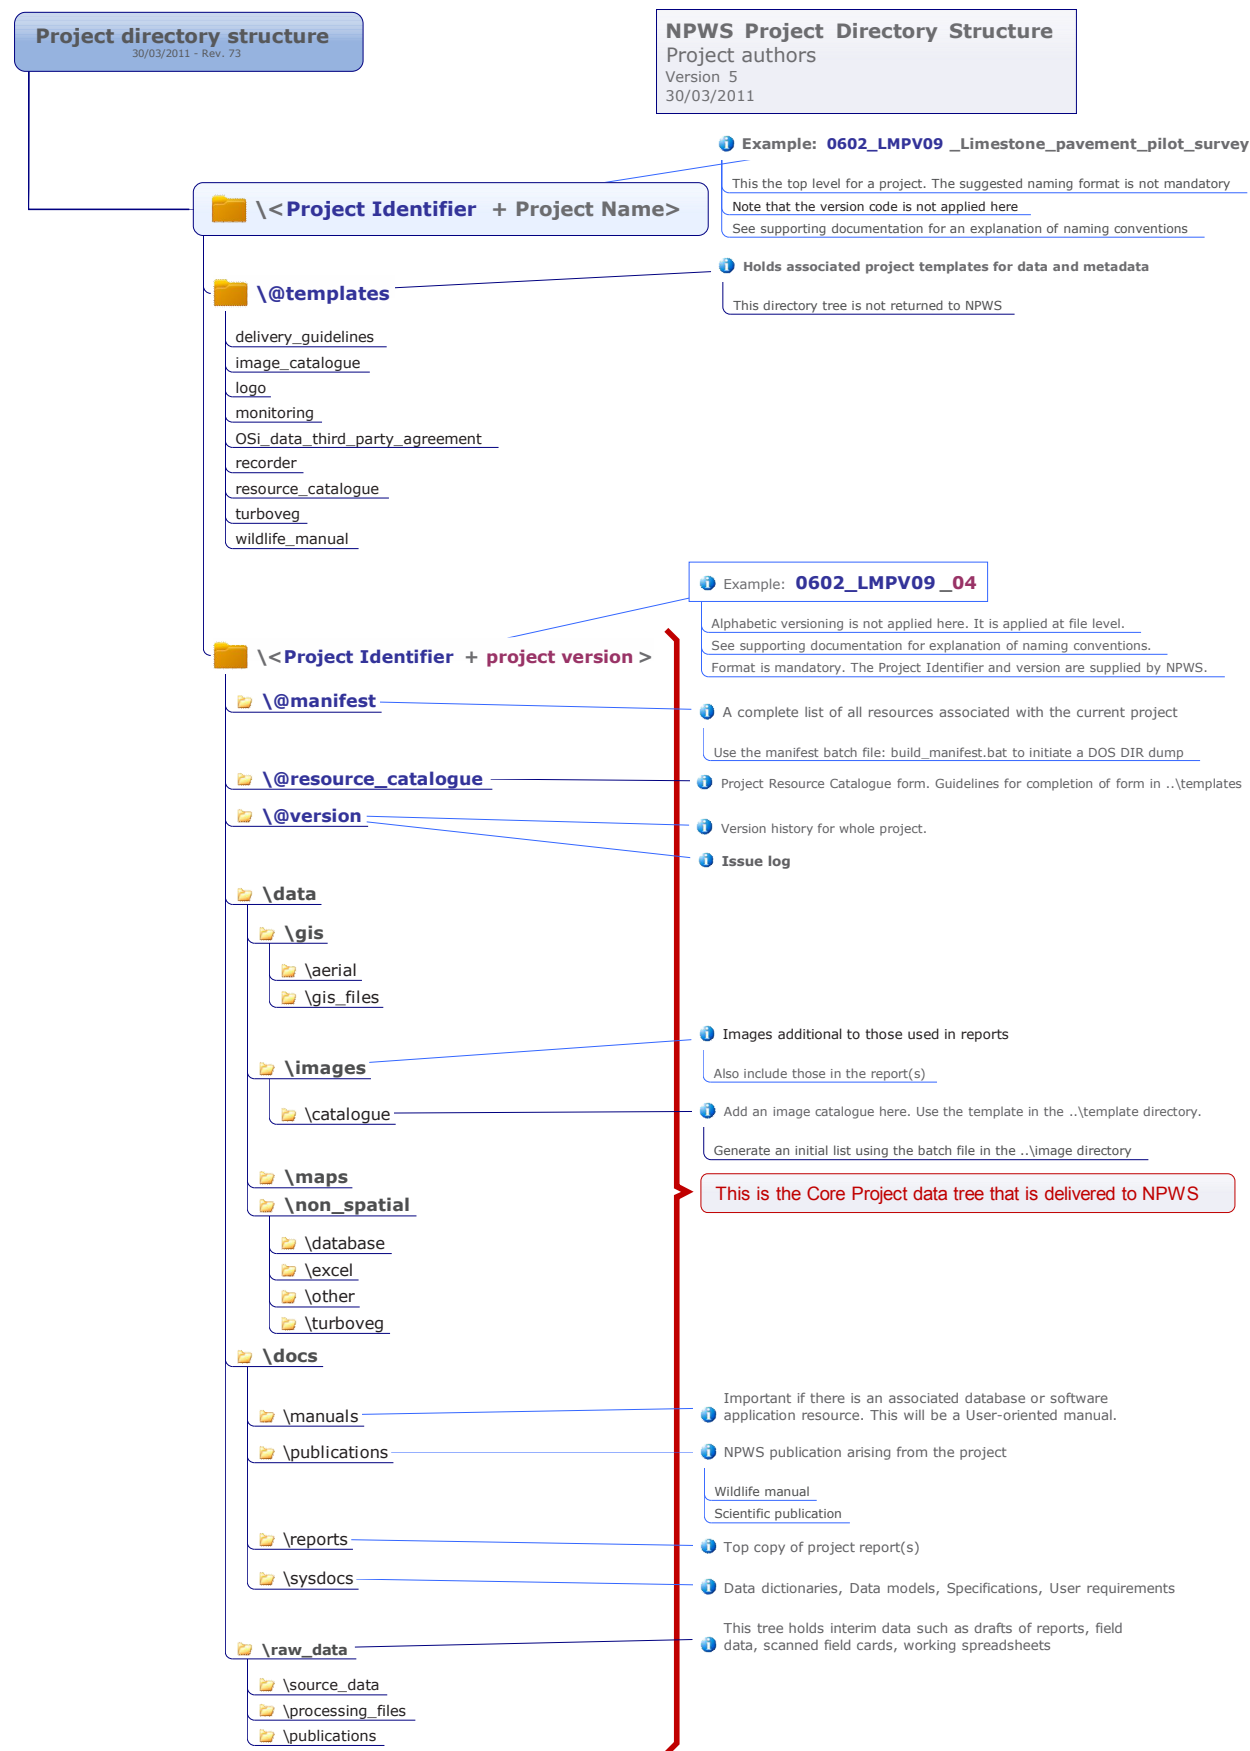 Project directory structure
30/03/2011 - Rev. 73
NPWS Project Directory Structure
Project authors
Version 5
30/03/2011
Example: 0602_LMPV09 _Limestone_pavement_pilot_survey
This the top level for a project. The suggested naming format is not mandatory
Note that the version code is not applied here
See supporting documentation for an explanation of naming conventions
\<Project Identifier + Project Name>
\@templates
Holds associated project templates for data and metadata
This directory tree is not returned to NPWS
delivery_guidelines
image_catalogue
logo
monitoring
OSi_data_third_party_agreement
recorder
resource_catalogue
turboveg
wildlife_manual
Example: 0602_LMPV09 _04
Alphabetic versioning is not applied here. It is applied at file level.
See supporting documentation for explanation of naming conventions.
Format is mandatory. The Project Identifier and version are supplied by NPWS.
\<Project Identifier + project version >
\@manifest
A complete list of all resources associated with the current project
Use the manifest batch file: build_manifest.bat to initiate a DOS DIR dump
\@resource_catalogue
Project Resource Catalogue form. Guidelines for completion of form in ..\templates
\@version
Version history for whole project.
Issue log
\data
\gis
\aerial
\gis_files
\images
Images additional to those used in reports
Also include those in the report(s)
\catalogue
Add an image catalogue here. Use the template in the ..\template directory.
Generate an initial list using the batch file in the ..\image directory
\maps
This is the Core Project data tree that is delivered to NPWS
\non_spatial
\database
\excel
\other
\turboveg
\docs
\manuals
Important if there is an associated database or software
application resource. This will be a User-oriented manual.
\publications
NPWS publication arising from the project
Wildlife manual
Scientific publication
\reports
Top copy of project report(s)
\sysdocs
Data dictionaries, Data models, Specifications, User requirements
\raw_data
This tree holds interim data such as drafts of reports, field
data, scanned field cards, working spreadsheets
\source_data
\processing_files
\publications